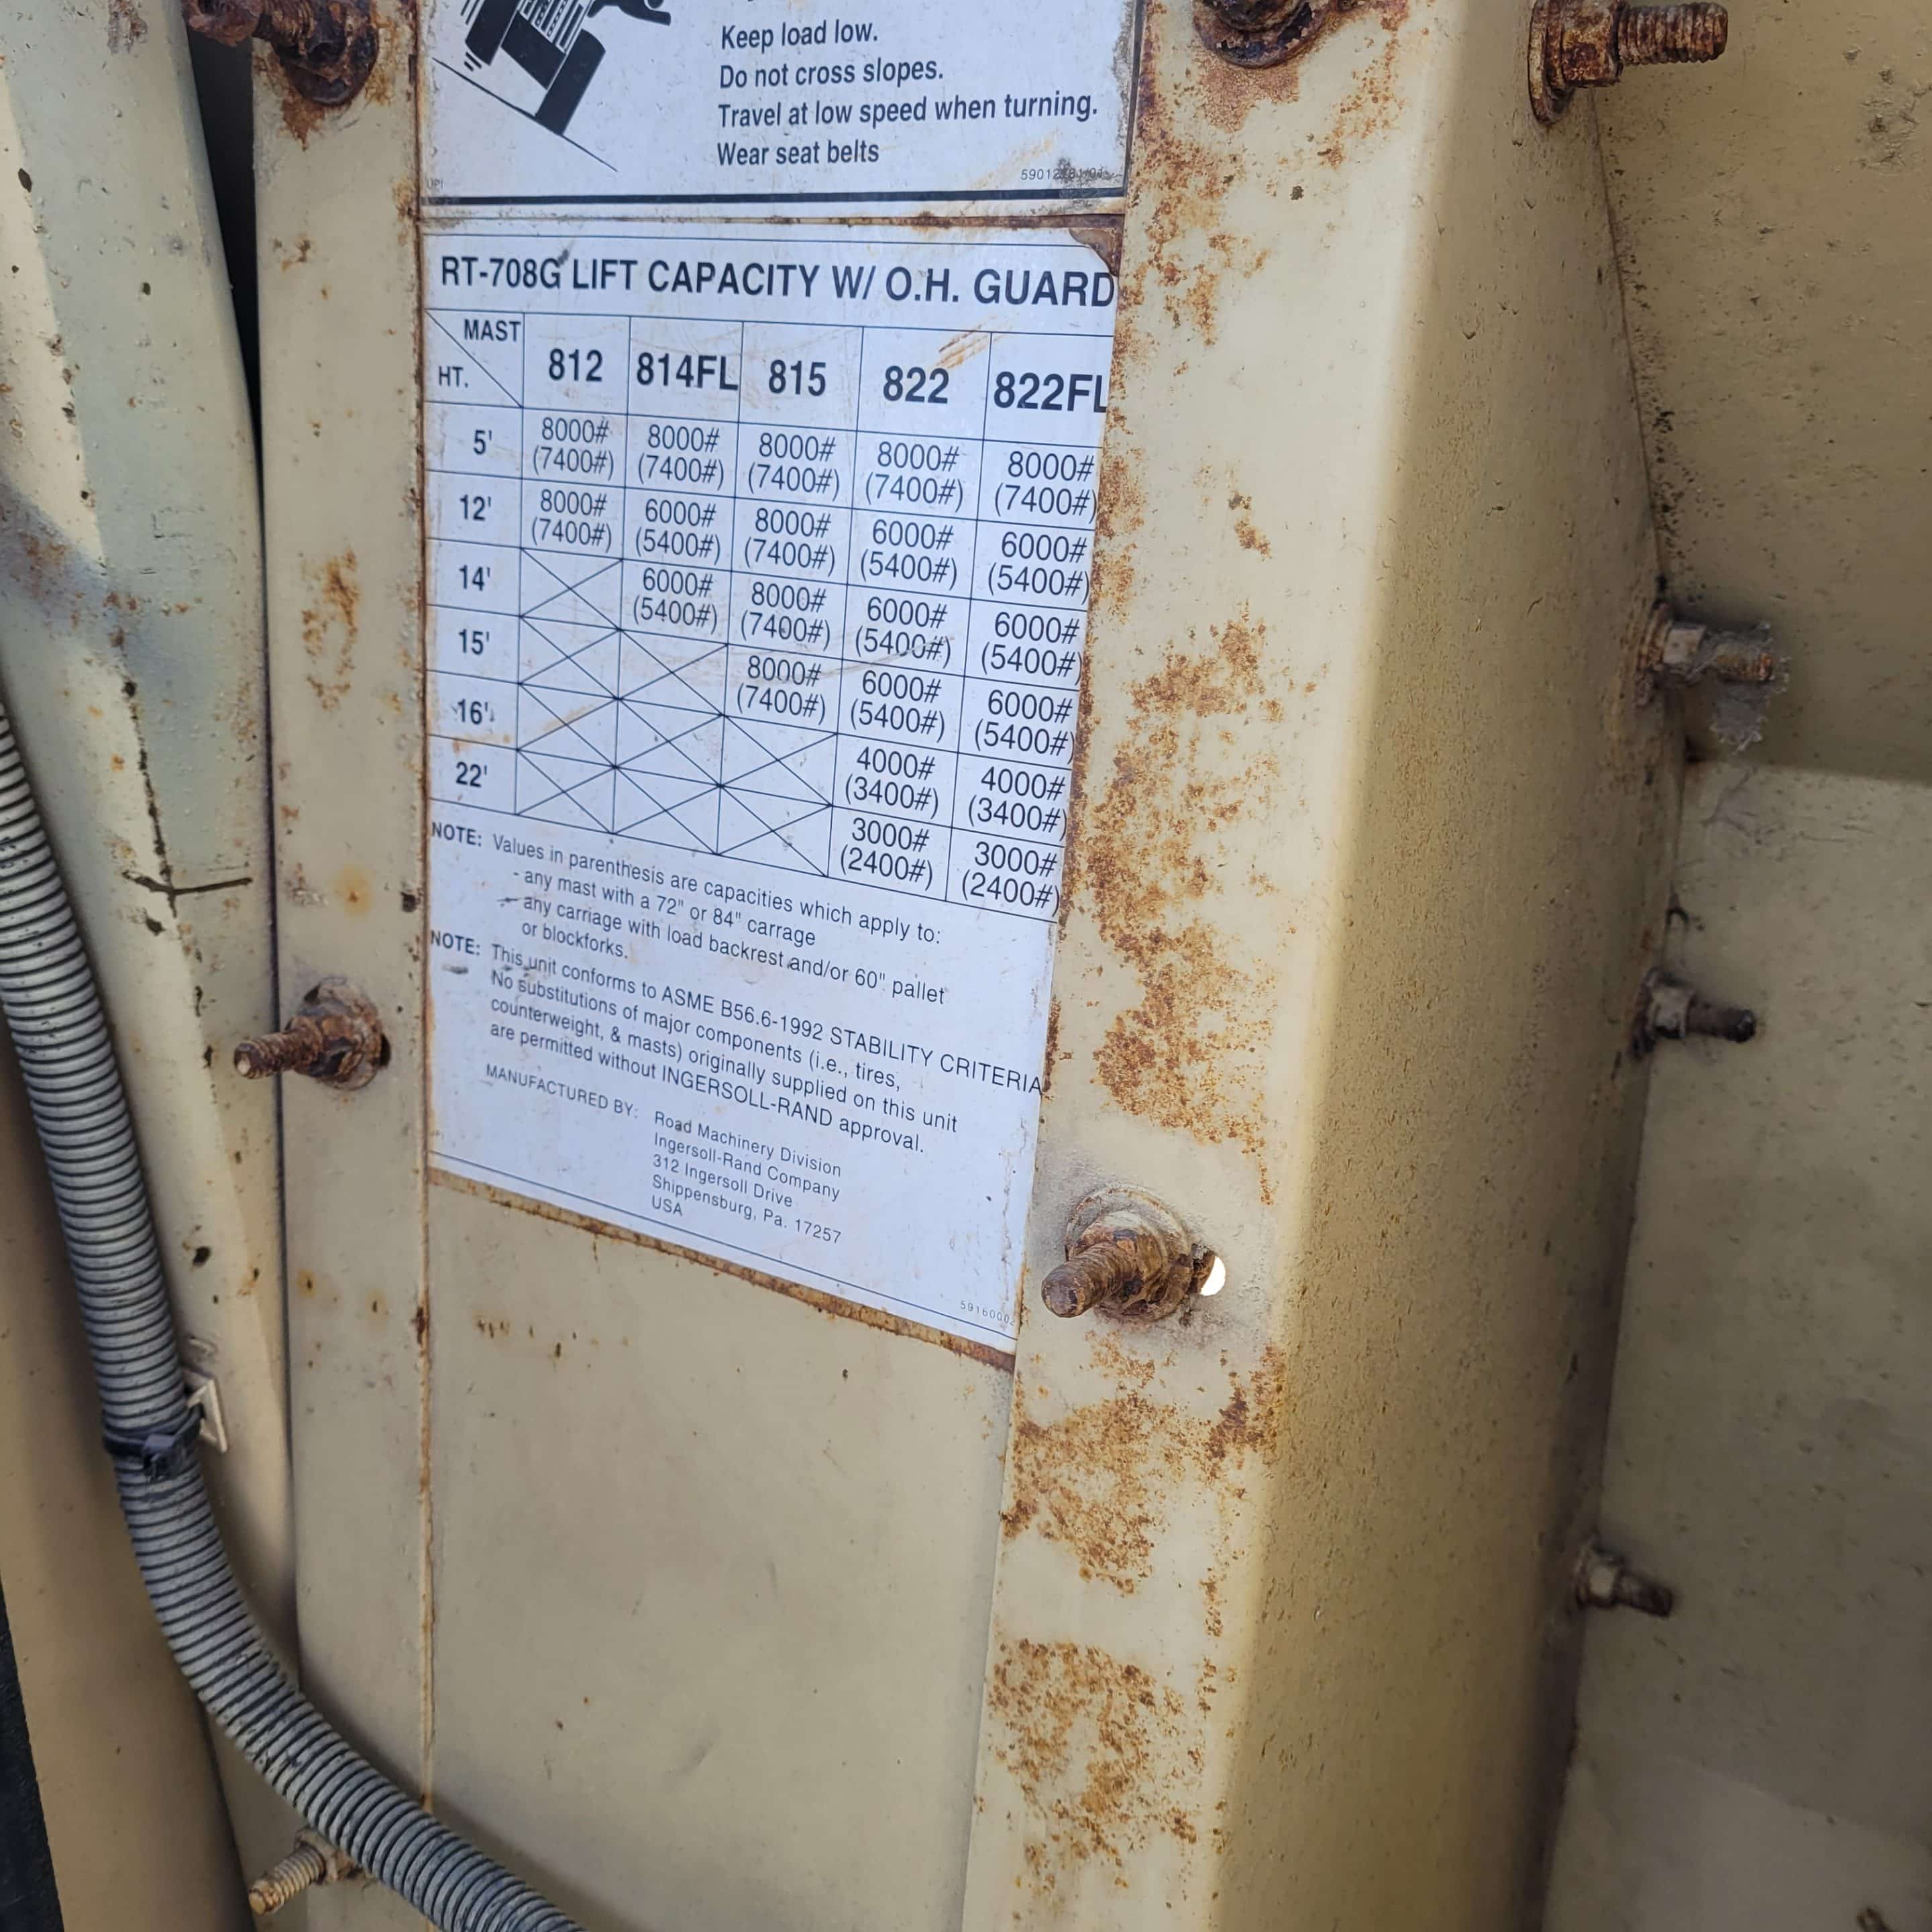 Keep load low.
Do not cross slopes.
Travel at low speed when turning.
Wear seat belts
RT-708G LIFT CAPACITY W/ O.H. GUARD
MAST
HT.
812 814FL 815 822 822FL
5' 8000# 8000# 8000# 8000# 8000#
(7400#) (7400#) (7400#) (7400#) (7400#)
12' 8000# 6000# 8000# 6000# 6000#
(7400#) (5400#) (7400#) (5400#) (5400#)
14' 6000# 8000# 6000# 6000#
(5400#) (7400#) (5400#) (5400#)
15' 8000# 6000# 6000#
(7400#) (5400#) (5400#)
16' 4000# 4000#
(3400#) (3400#)
22' 3000# 3000#
(2400#) (2400#)
NOTE: Values in parenthesis are capacities which apply to:
- any mast with a 72" or 84" carrage
- any carriage with load backrest and/or 60" pallet
or blockforks.
NOTE: This unit conforms to ASME B56.6-1992 STABILITY CRITERIA
No substitutions of major components (i.e., tires,
counterweight, & masts) originally supplied on this unit
are permitted without INGERSOLL-RAND approval.
MANUFACTURED BY: Road Machinery Division
Ingersoll-Rand Company
312 Ingersoll Drive
Shippensburg, Pa. 17257
USA